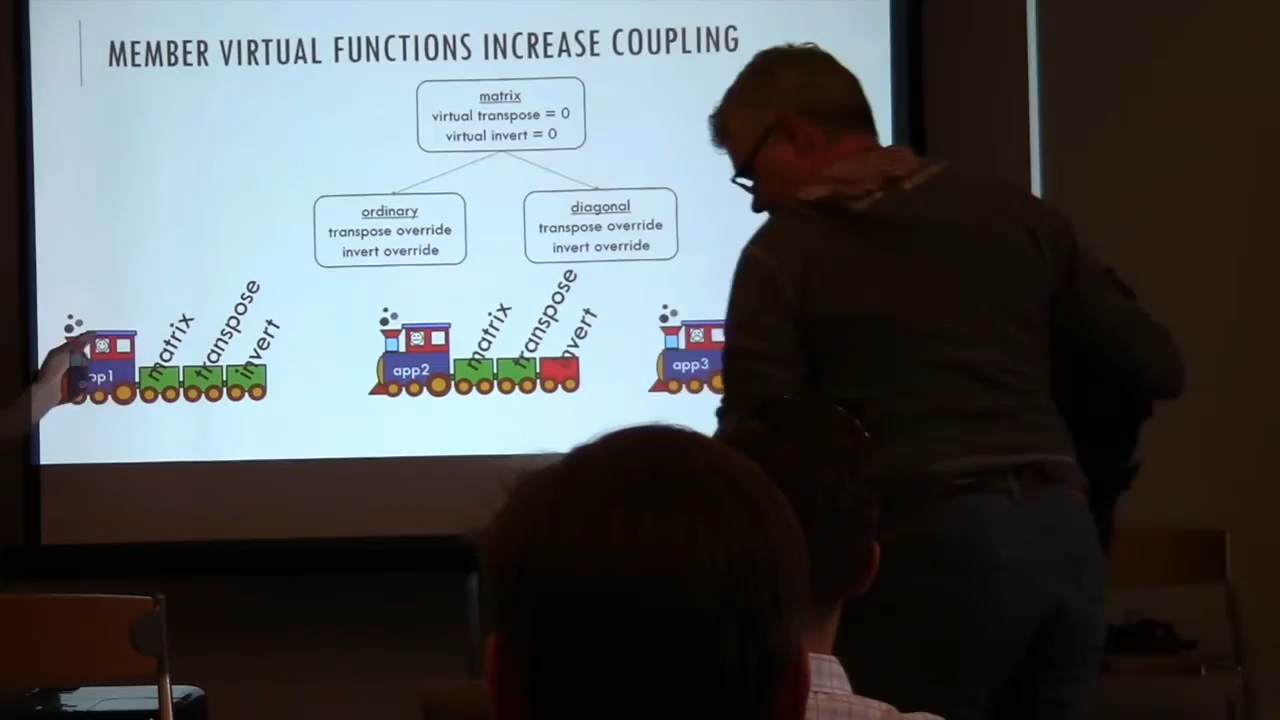 MEMBER VIRTUAL FUNCTIONS INCREASE COUPLING
matrix
virtual transpose = 0
virtual invert = 0
ordinary
transpose override
invert override
diagonal
transpose override
invert override
matrix
transpose
invert
app2
matrix
transpose
invert
app3